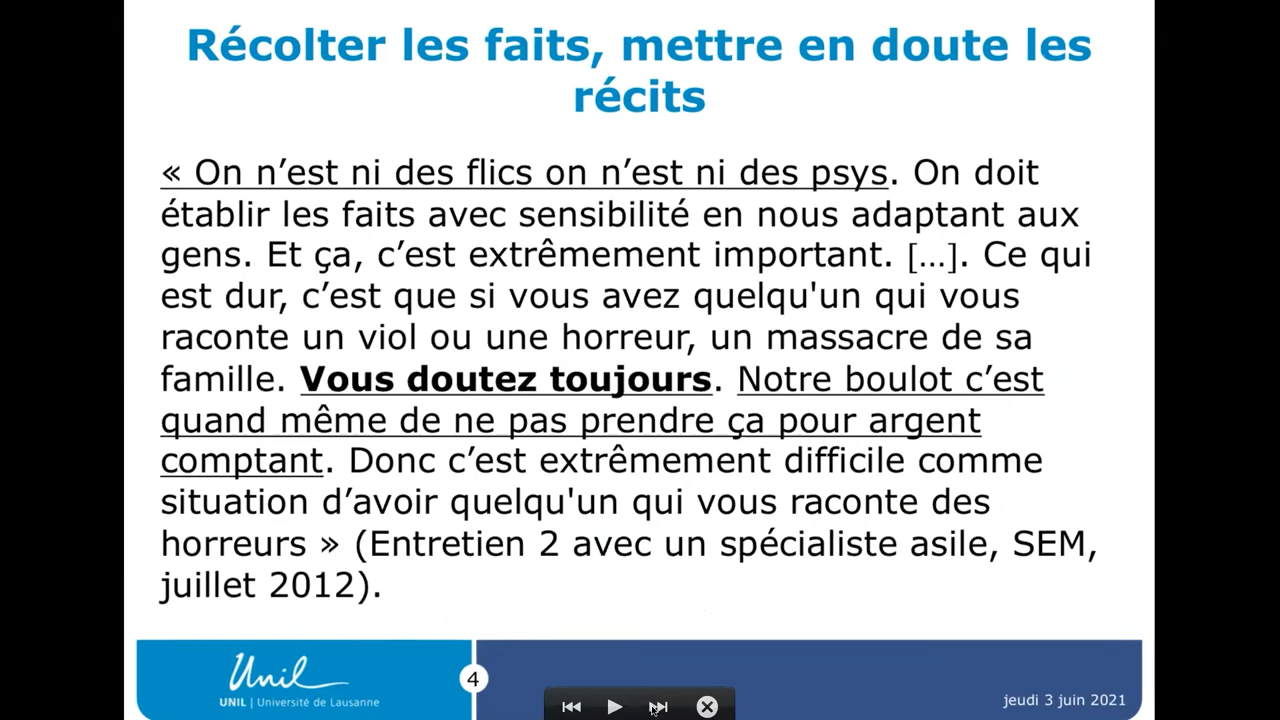 Récolter les faits, mettre en doute les
récits
« On n’est ni des flics on n’est ni des psys. On doit
établir les faits avec sensibilité en nous adaptant aux
gens. Et ça, c’est extrêmement important. […]. Ce qui
est dur, c’est que si vous avez quelqu'un qui vous
raconte un viol ou une horreur, un massacre de sa
famille. Vous doutez toujours. Notre boulot c’est
quand même de ne pas prendre ça pour argent
comptant. Donc c’est extrêmement difficile comme
situation d’avoir quelqu'un qui vous raconte des
horreurs » (Entretien 2 avec un spécialiste asile, SEM,
juillet 2012).
Unil
UNIL | Université de Lausanne
4
jeudi 3 juin 2021